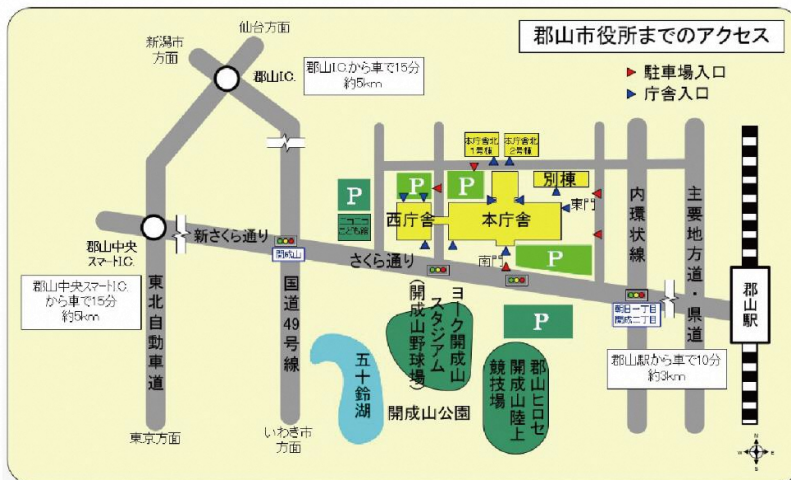 郡山市役所までのアクセス
駐車場入口
庁舎入口
仙台方面
新潟市
方面
郡山I.C.
郡山I.C.から車で15分
約5km
本庁舎北
1号棟
本庁舎北
2号棟
P
P
P
別棟
東門
ニコニコ
こども館
西庁舎
本庁舎
内環状線
主要地方道・県道
郡山中央
スマートI.C.
新さくら通り
開成山
さくら通り
南門
P
郡山駅
郡山中央スマートI.C.
から車で15分
約5km
東北自動車道
国道49号線
ヨーク開成山
スタジアム
(開成山野球場)
P
朝日一丁目
開成二丁目
郡山駅から車で10分
約3km
五十鈴湖
開成山公園
郡山ヒロセ
開成山陸上
競技場
東京方面
いわき市
方面
N
W
E
S